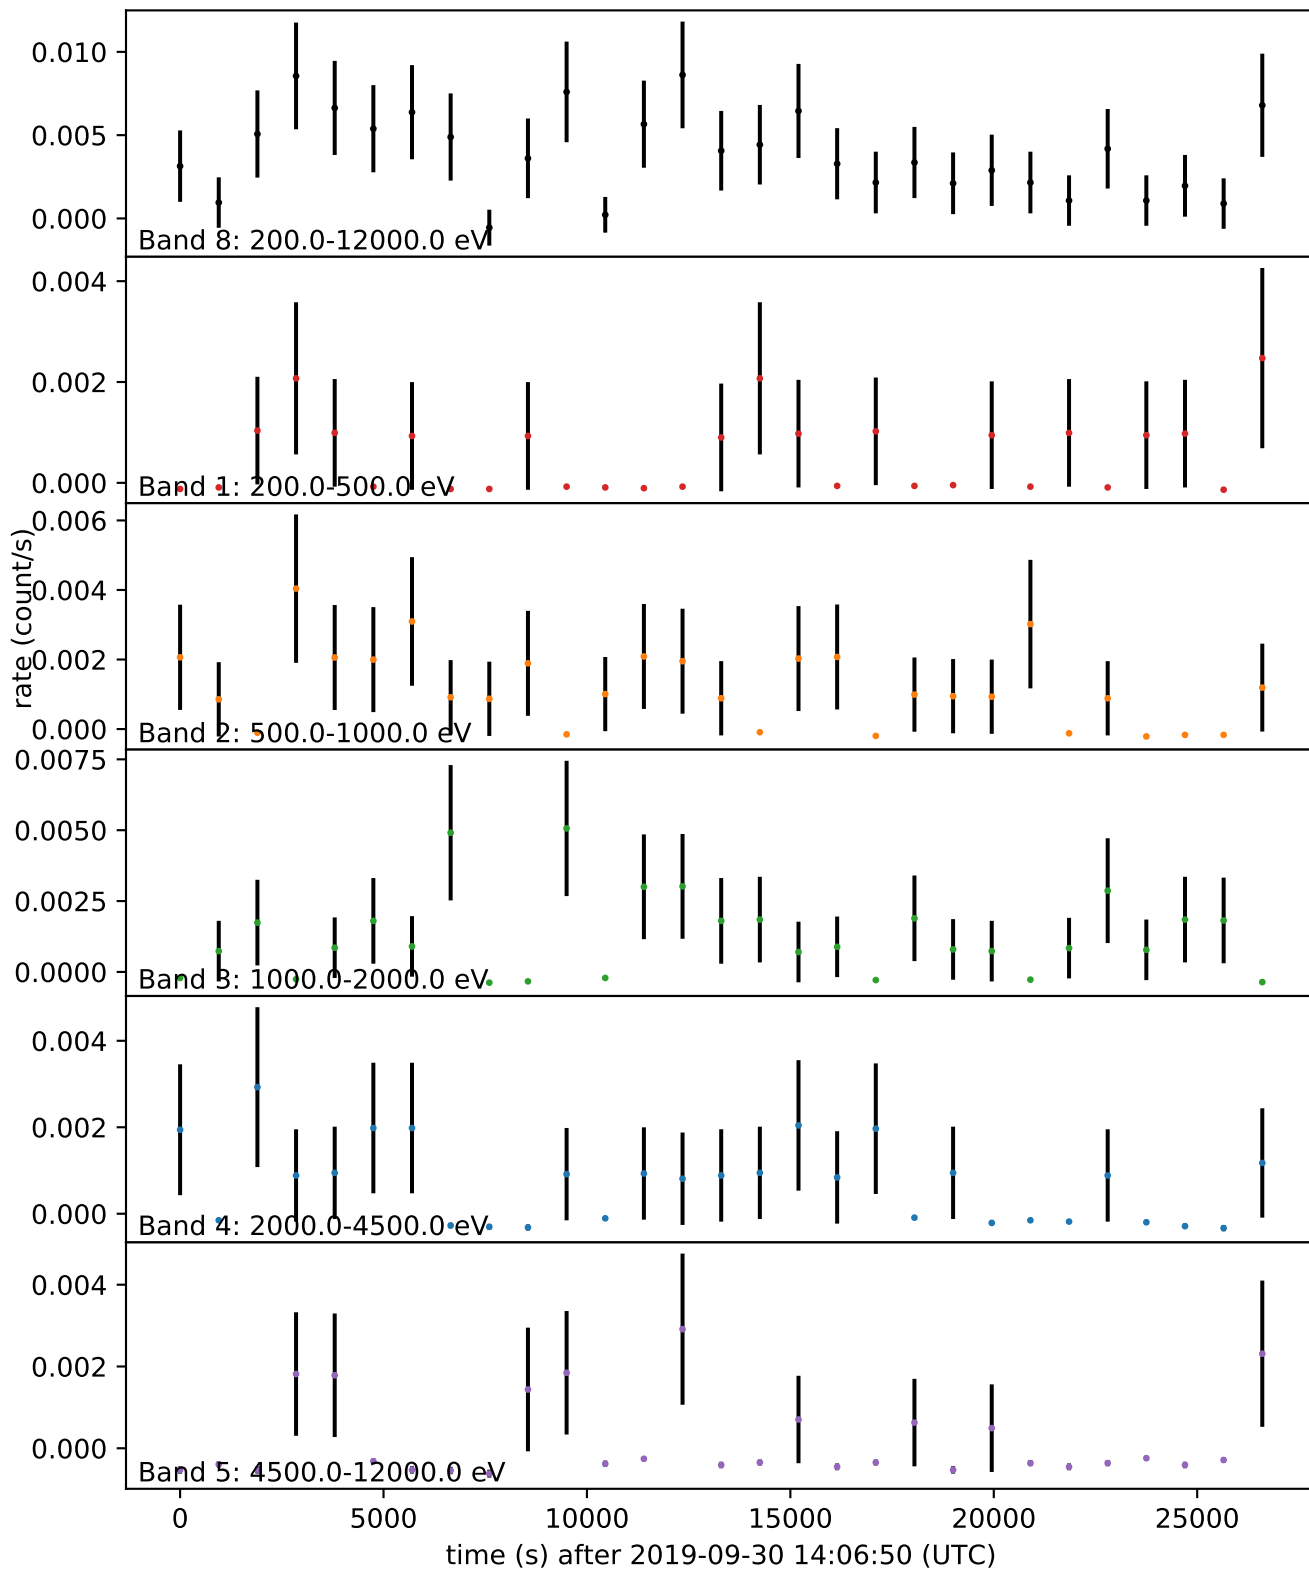 0.010
0.005
0.000
Band 8: 200.0-12000.0 eV
0.004
0.002
0.000
Band 1: 200.0-500.0 eV
rate (count/s)
0.006
0.004
0.002
0.000
Band 2: 500.0-1000.0 eV
0.0075
0.0050
0.0025
0.0000
Band 3: 1000.0-2000.0 eV
0.004
0.002
0.000
Band 4: 2000.0-4500.0 eV
0.004
0.002
0.000
Band 5: 4500.0-12000.0 eV
0 5000 10000 15000 20000 25000
time (s) after 2019-09-30 14:06:50 (UTC)